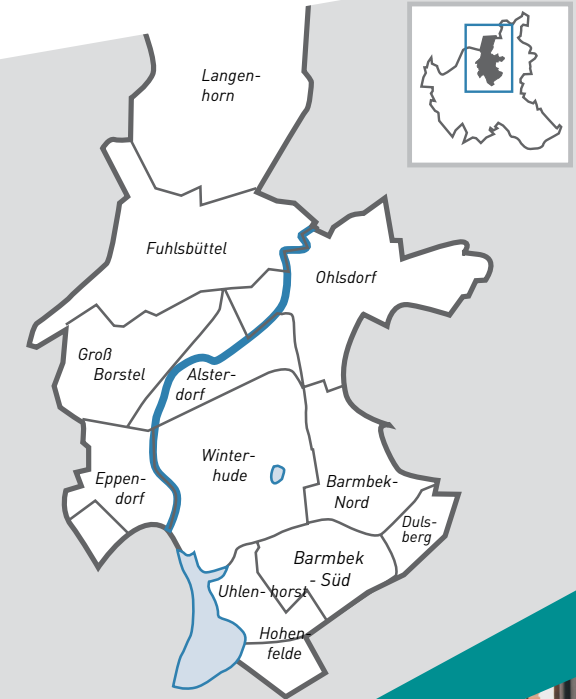 Langen-
horn
Fuhlsbüttel
Ohlsdorf
Groß
Borstel
Alster-
dorf
Winter-
hude
Eppen-
dorf
Barmbek-
Nord
Duls-
berg
Barmbek
- Süd
Uhlen- horst
Hohen-
felde